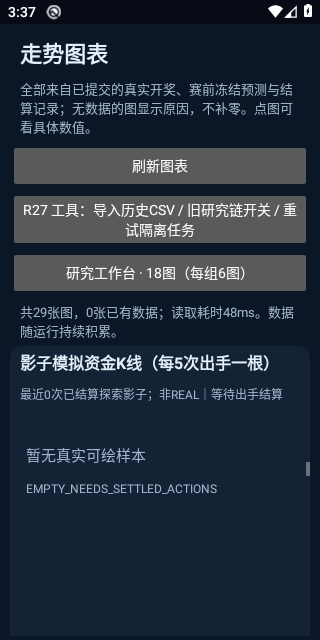 3:37
走势图表
全部来自已提交的真实开奖、赛前冻结预测与结
算记录；无数据的图显示原因，不补零。点图可
看具体数值。
刷新图表
R27 工具：导入历史CSV / 旧研究链开关 / 重
试隔离任务
研究工作台 · 18图（每组6图）
共29张图，0张已有数据；读取耗时48ms。数据
随运行持续积累。
影子模拟资金K线（每5次出手一根）
最近0次已结算探索影子；非REAL｜等待出手结算
暂无真实可绘样本
EMPTY_NEEDS_SETTLED_ACTIONS